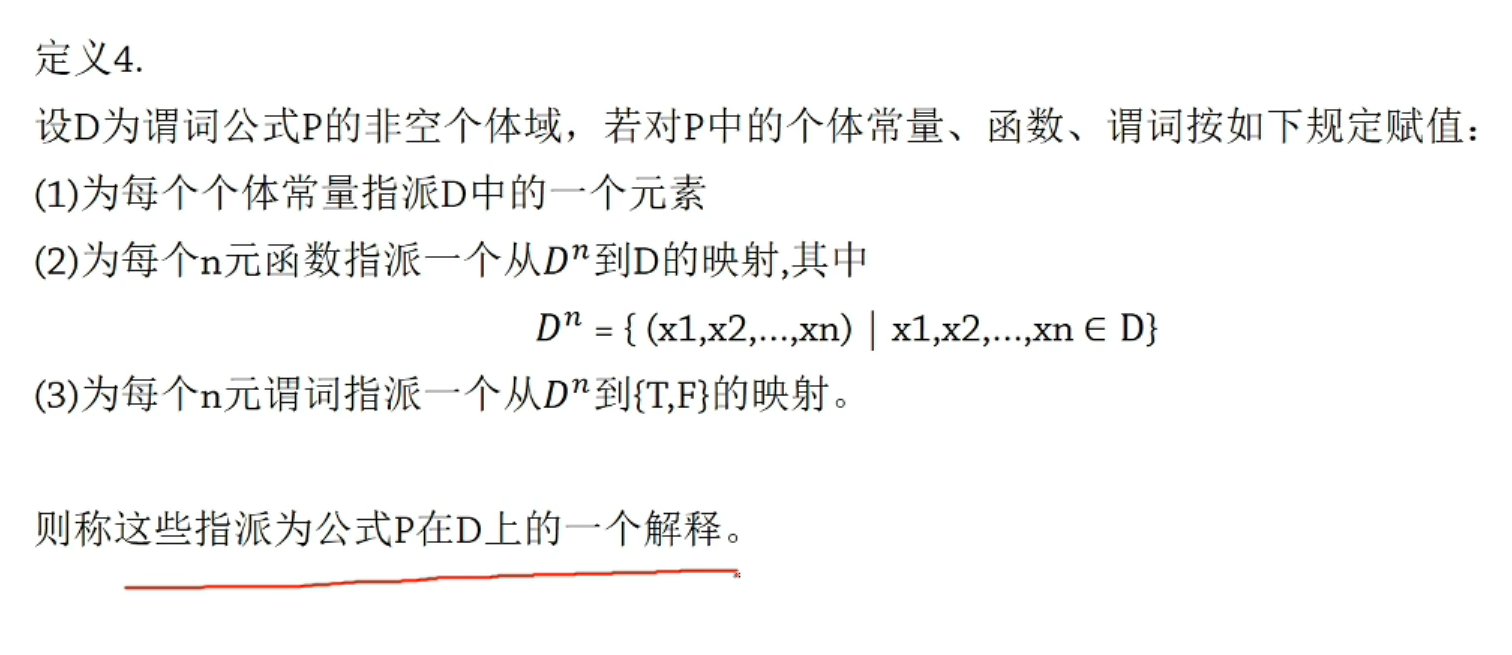 定义4.
设D为谓词公式P的非空个体域，若对P中的个体常量、函数、谓词按如下规定赋值：
(1)为每个个体常量指派D中的一个元素
(2)为每个n元函数指派一个从Dⁿ到D的映射,其中
Dⁿ = { (x1,x2,...,xn) | x1,x2,...,xn ∈ D}
(3)为每个n元谓词指派一个从Dⁿ到{T,F}的映射。
则称这些指派为公式P在D上的一个解释。